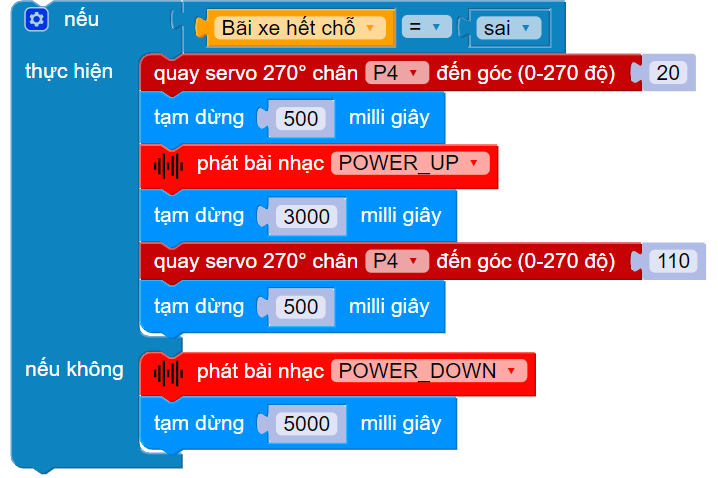 nếu Bãi xe hết chỗ = sai
thực hiện quay servo 270° chân P4 đến góc (0-270 độ) 20
tạm dừng 500 milli giây
phát bài nhạc POWER_UP
tạm dừng 3000 milli giây
quay servo 270° chân P4 đến góc (0-270 độ) 110
tạm dừng 500 milli giây
nếu không phát bài nhạc POWER_DOWN
tạm dừng 5000 milli giây